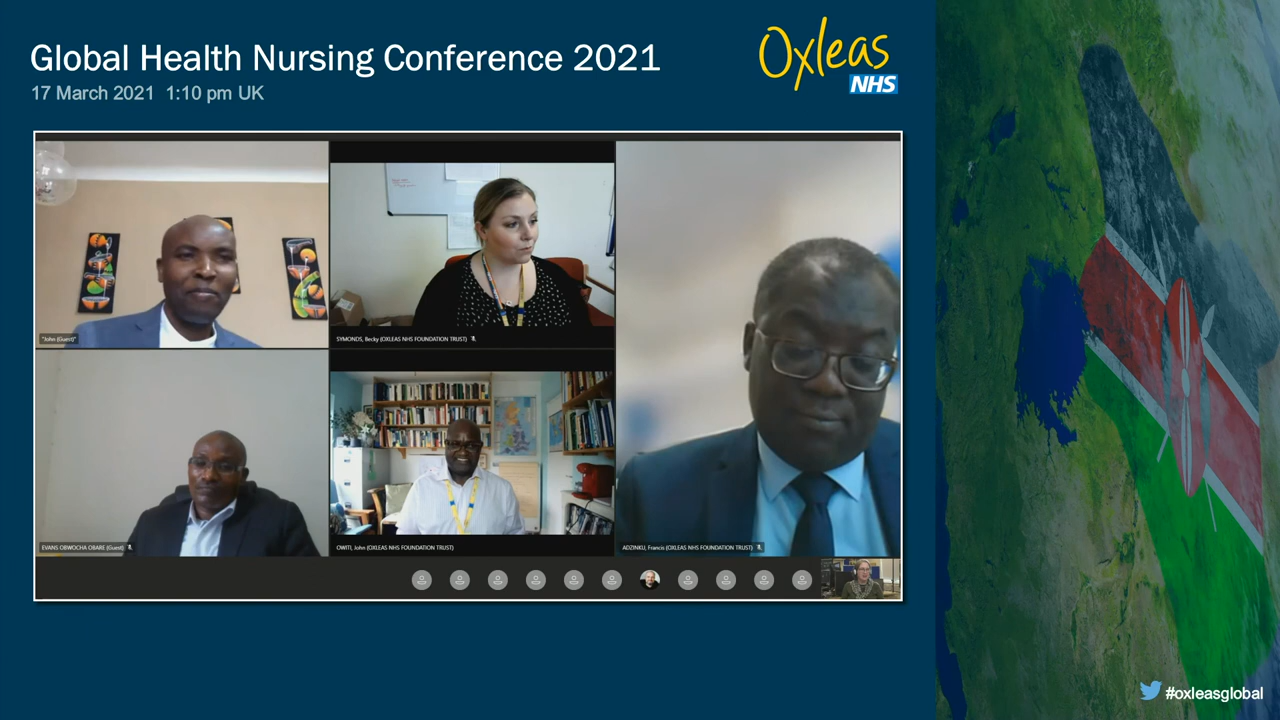 Global Health Nursing Conference 2021
17 March 2021 1:10 pm UK
Oxleas
NHS
"John (Guest)"
SYMONDS, Becky (OXLEAS NHS FOUNDATION TRUST)
EVANS OBWOCHA OBARE (Guest)
OWITI, John (OXLEAS NHS FOUNDATION TRUST)
ADZINKU, Francis (OXLEAS NHS FOUNDATION TRUST)
#oxleasglobal